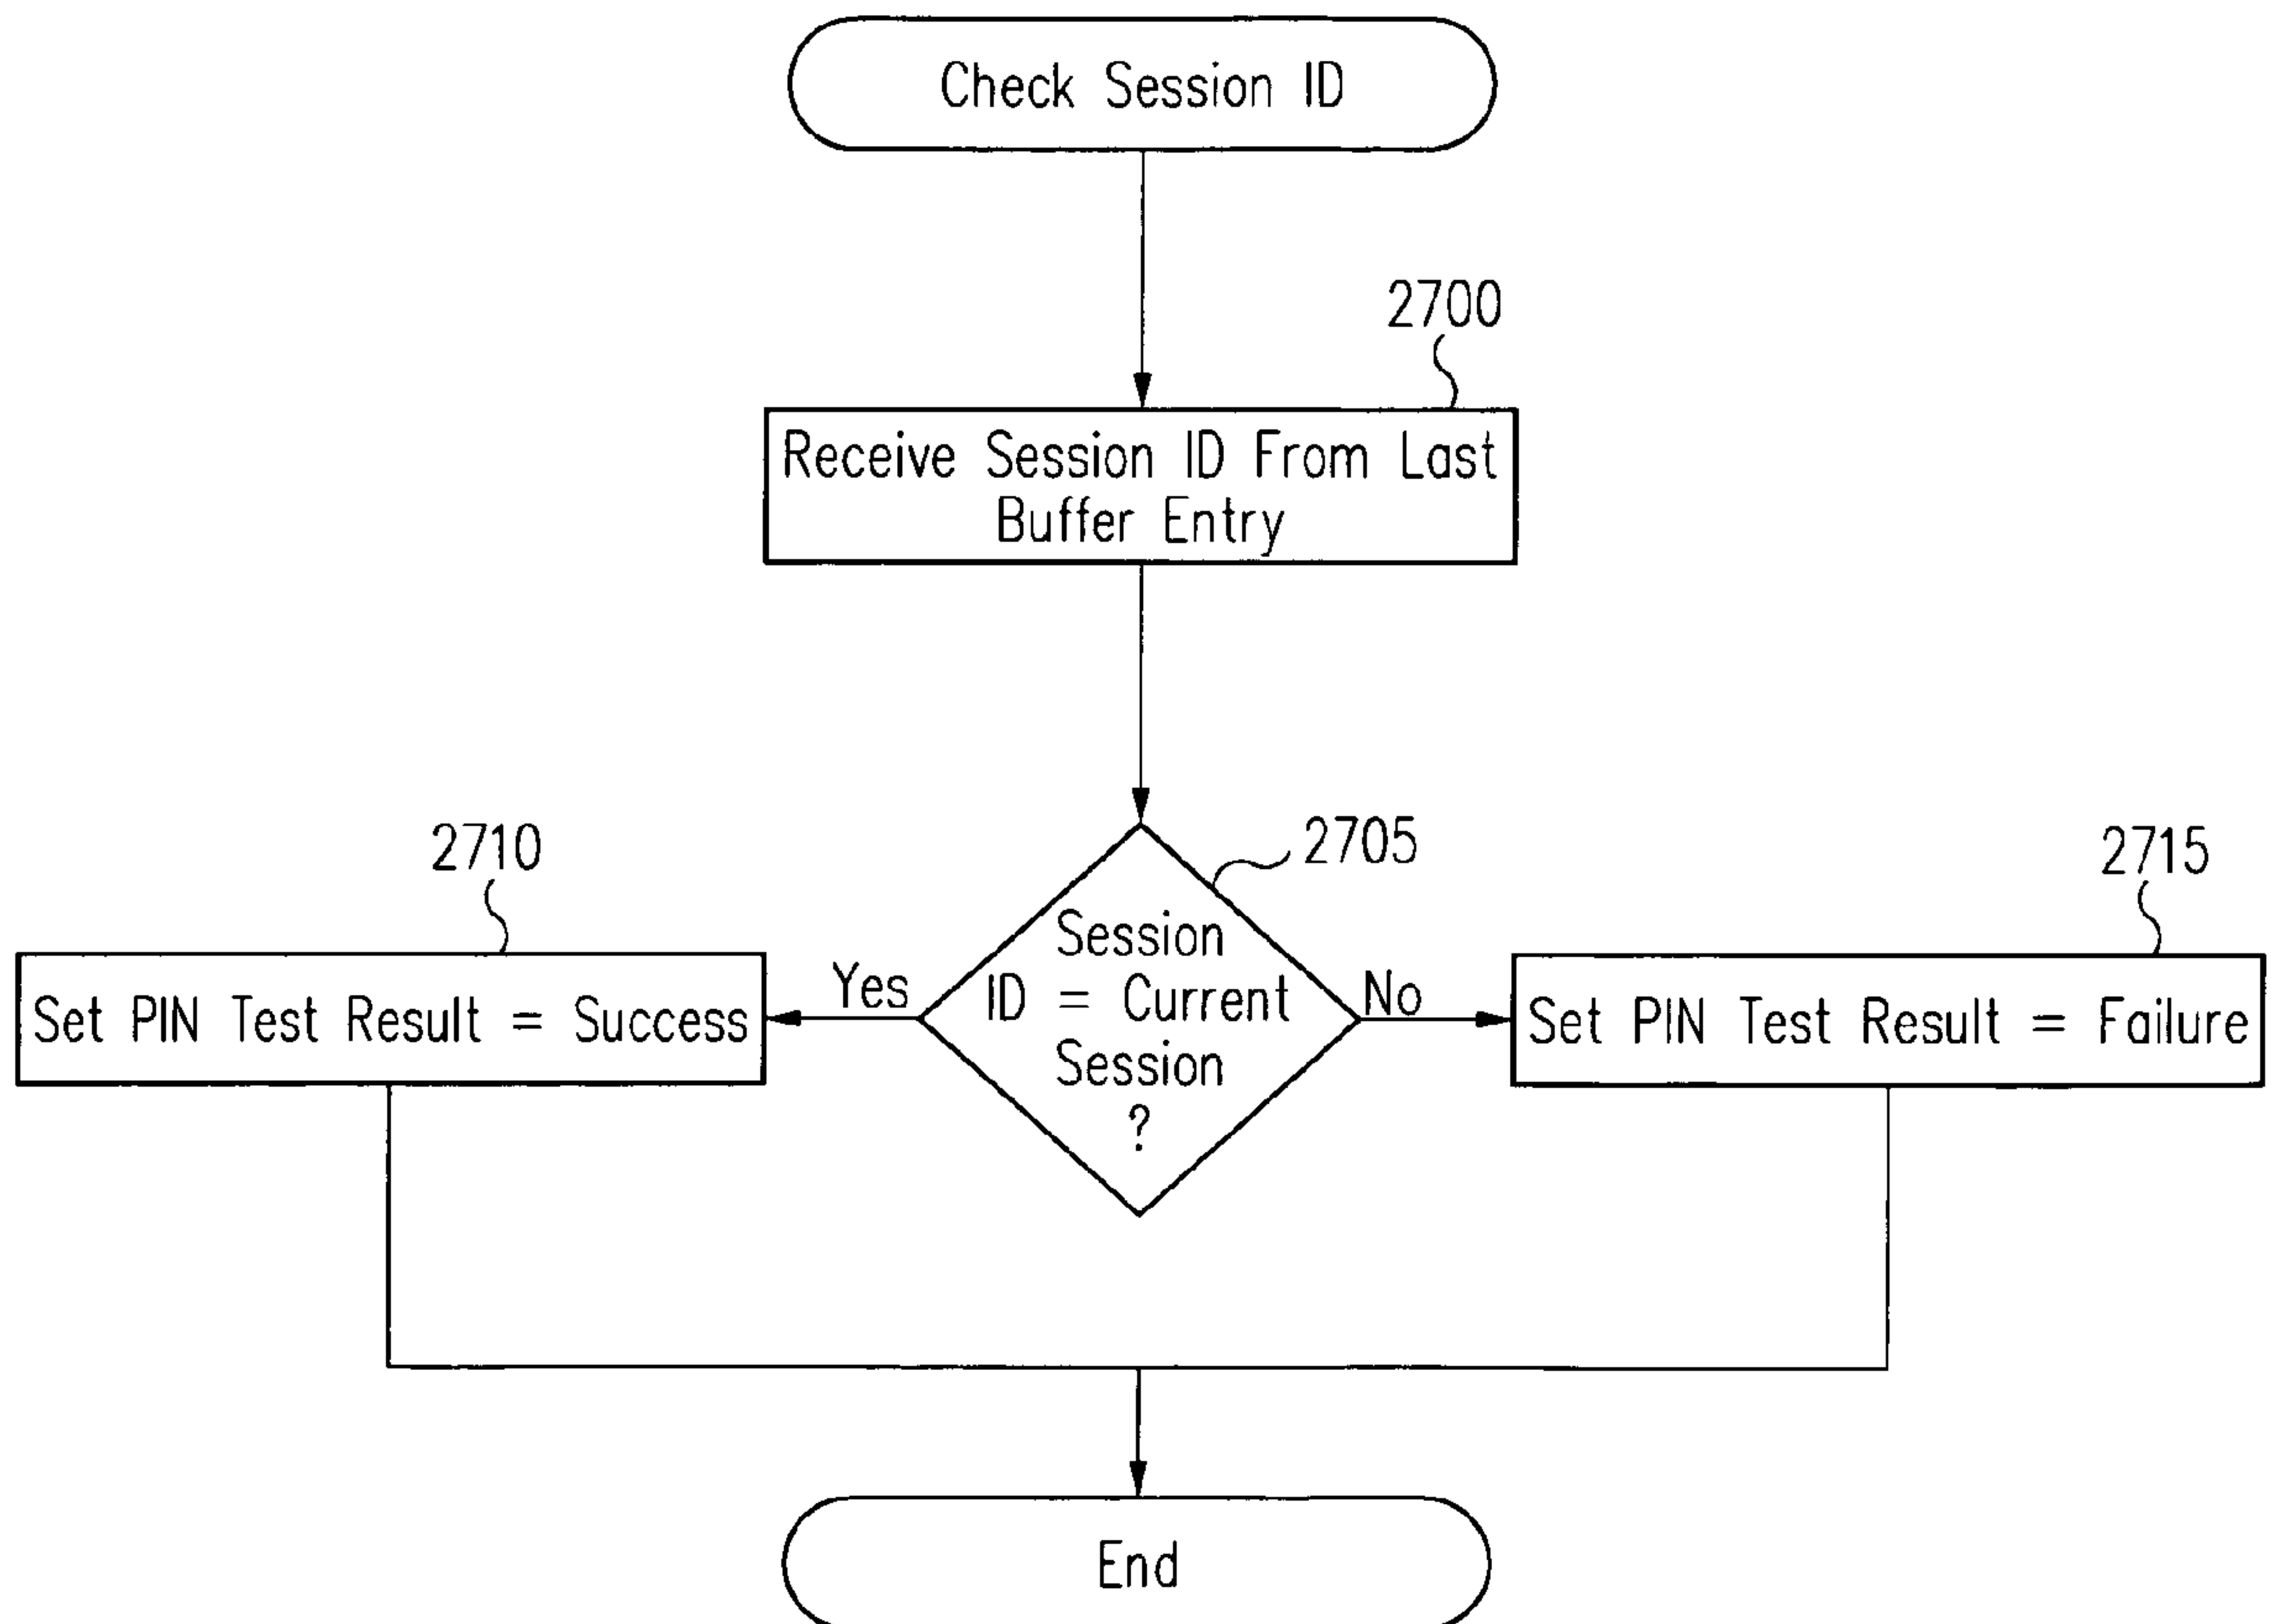 Check Session ID
2700
Receive Session ID From Last
Buffer Entry
2710
2705
2715
Session
ID = Current
Session
?
Yes
No
Set PIN Test Result = Success
Set PIN Test Result = Failure
End